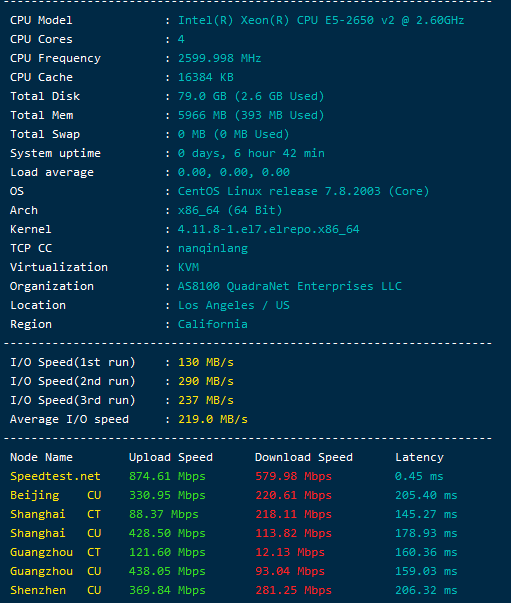 CPU Model : Intel(R) Xeon(R) CPU E5-2650 v2 @ 2.60GHz
CPU Cores : 4
CPU Frequency : 2599.998 MHz
CPU Cache : 16384 KB
Total Disk : 79.0 GB (2.6 GB Used)
Total Mem : 5966 MB (393 MB Used)
Total Swap : 0 MB (0 MB Used)
System uptime : 0 days, 6 hour 42 min
Load average : 0.00, 0.00, 0.00
OS : CentOS Linux release 7.8.2003 (Core)
Arch : x86_64 (64 Bit)
Kernel : 4.11.8-1.el7.elrepo.x86_64
TCP CC : nanqinlang
Virtualization : KVM
Organization : AS8100 QuadraNet Enterprises LLC
Location : Los Angeles / US
Region : California
I/O Speed(1st run) : 130 MB/s
I/O Speed(2nd run) : 290 MB/s
I/O Speed(3rd run) : 237 MB/s
Average I/O speed : 219.0 MB/s
Node Name Upload Speed Download Speed Latency
Speedtest.net 874.61 Mbps 579.98 Mbps 0.45 ms
Beijing CU 330.95 Mbps 220.61 Mbps 205.40 ms
Shanghai CT 88.37 Mbps 218.11 Mbps 145.27 ms
Shanghai CU 428.50 Mbps 113.82 Mbps 178.93 ms
Guangzhou CT 121.60 Mbps 12.13 Mbps 160.36 ms
Guangzhou CU 438.05 Mbps 93.04 Mbps 159.03 ms
Shenzhen CU 369.84 Mbps 281.25 Mbps 206.32 ms